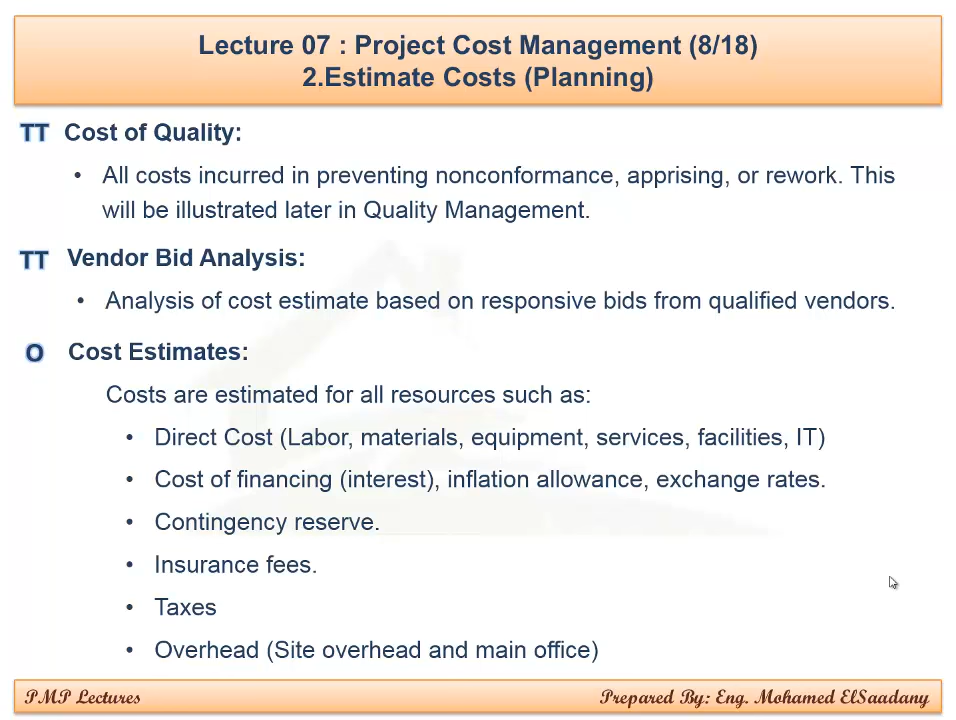 Lecture 07 : Project Cost Management (8/18)
2.Estimate Costs (Planning)
TT Cost of Quality:
• All costs incurred in preventing nonconformance, apprising, or rework. This
will be illustrated later in Quality Management.
TT Vendor Bid Analysis:
• Analysis of cost estimate based on responsive bids from qualified vendors.
O Cost Estimates:
Costs are estimated for all resources such as:
• Direct Cost (Labor, materials, equipment, services, facilities, IT)
• Cost of financing (interest), inflation allowance, exchange rates.
• Contingency reserve.
• Insurance fees.
• Taxes
• Overhead (Site overhead and main office)
PMP Lectures Prepared By: Eng. Mohamed ElSaadany